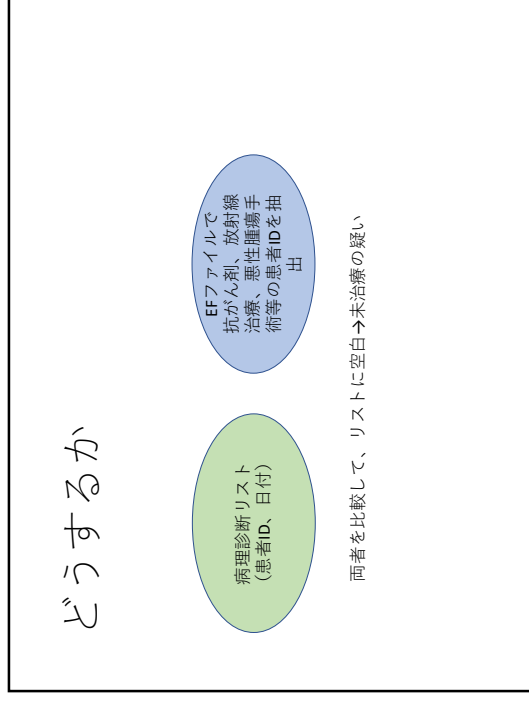 どうするか
病理診断リスト
（患者ID、日付）
EFファイルで
抗がん剤、放射線
治療、悪性腫瘍手
術等の患者IDを抽
出
両者を比較して、リストに空白→未治療の疑い